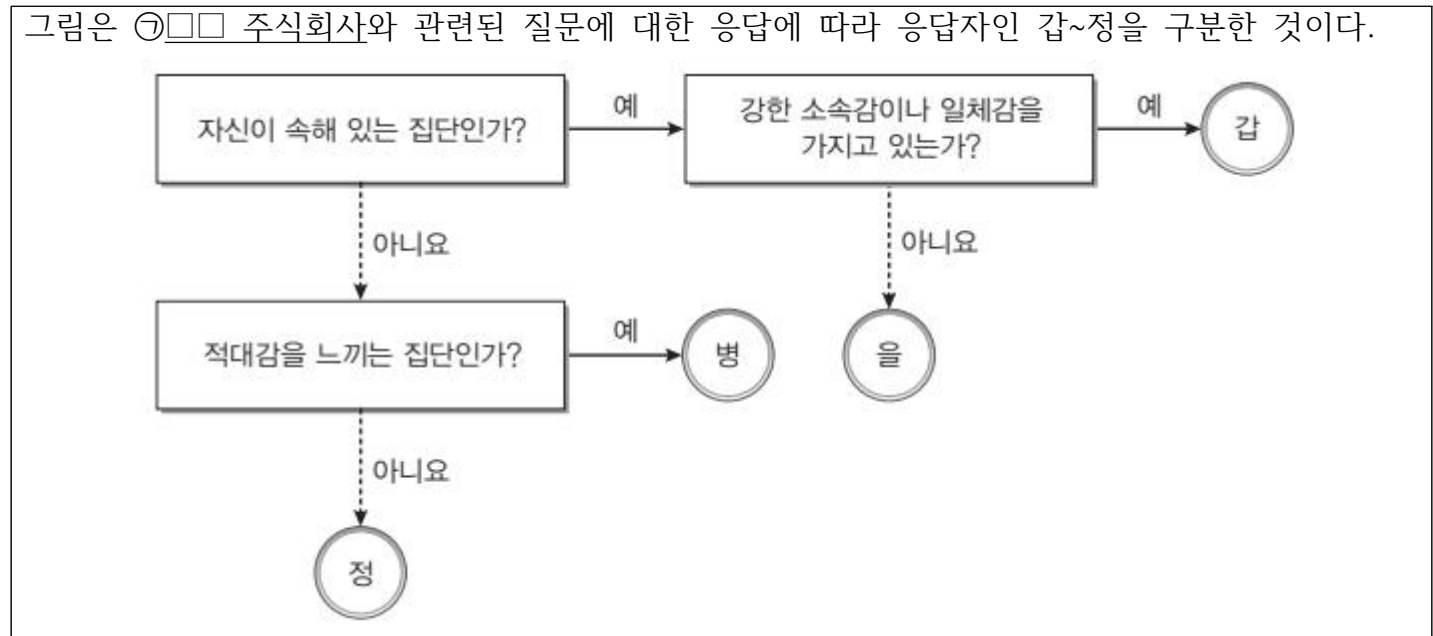 그림은 ㉠□□ 주식회사와 관련된 질문에 대한 응답에 따라 응답자인 갑~정을 구분한 것이다.
자신이 속해 있는 집단인가?
예
강한 소속감이나 일체감을
가지고 있는가?
예
갑
아니요
아니요
적대감을 느끼는 집단인가?
예
병
을
아니요
정